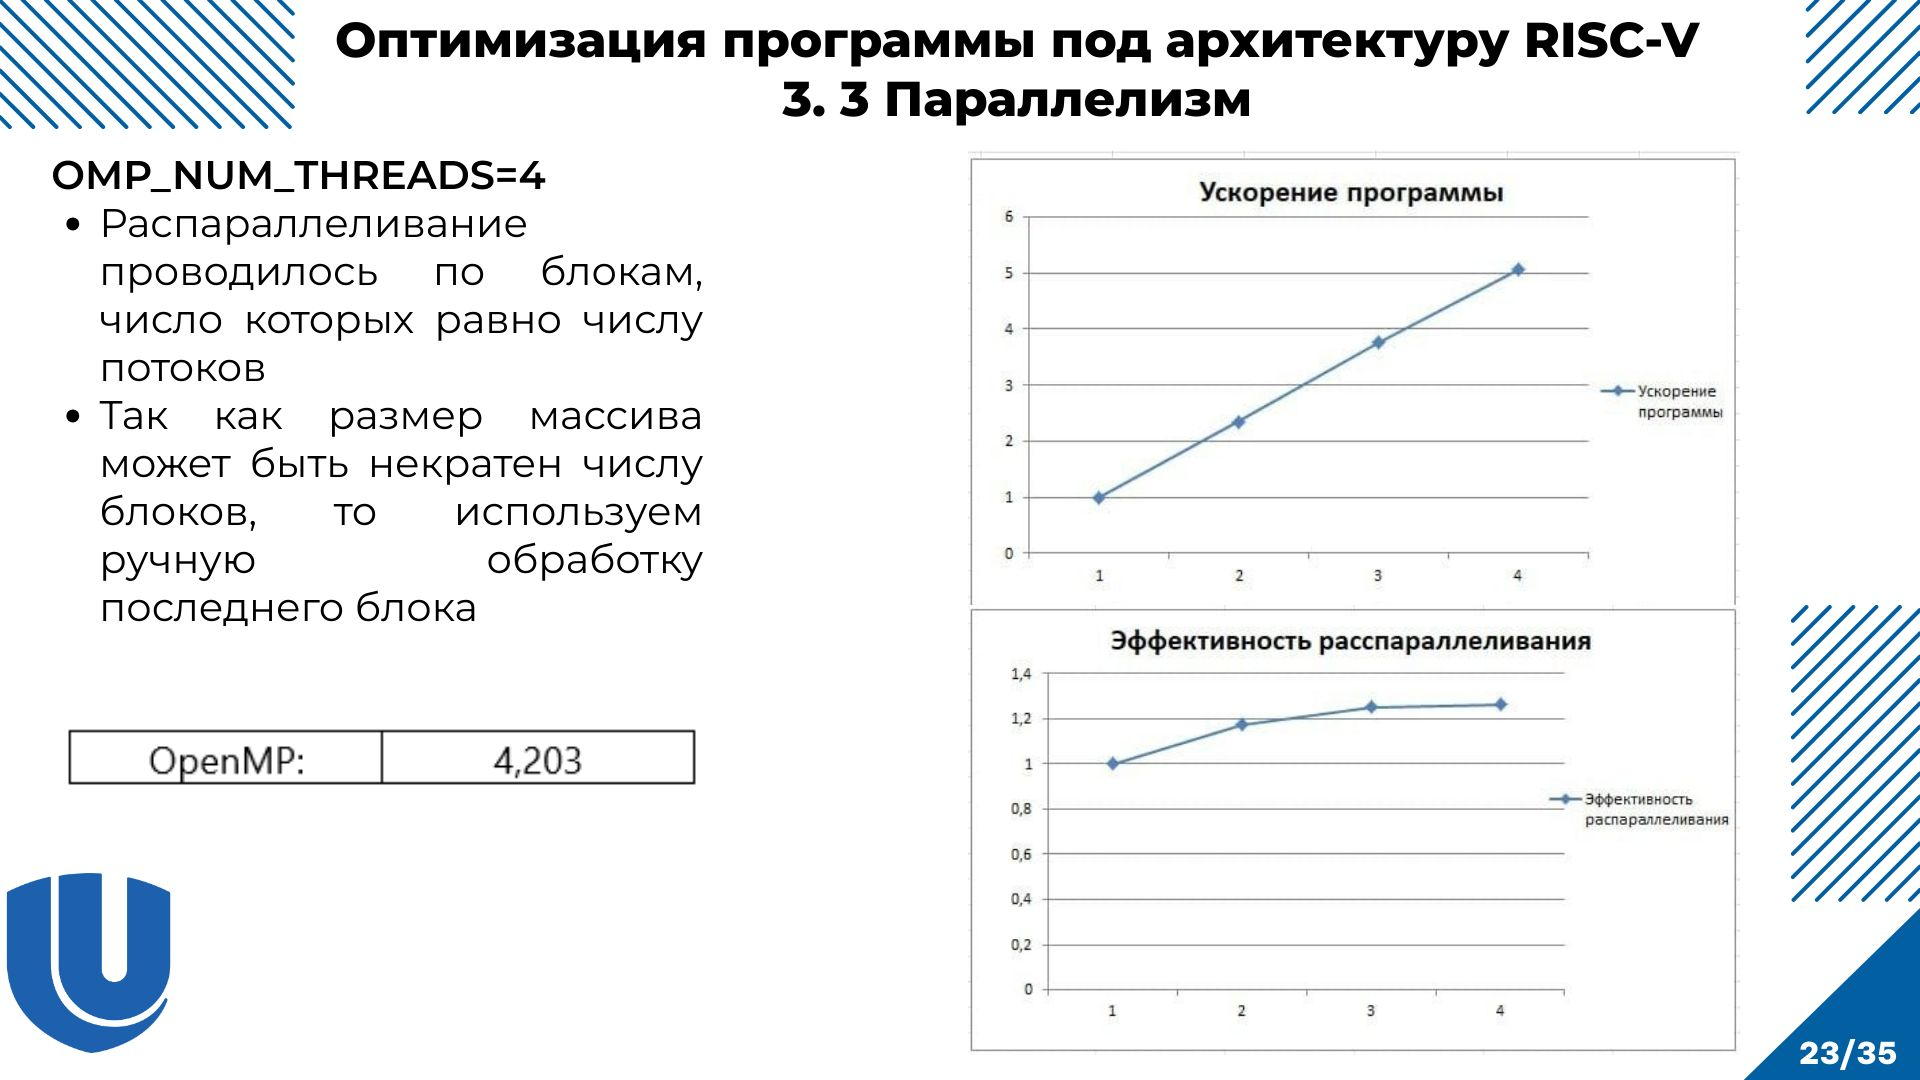 Оптимизация программы под архитектуру RISC-V
3. 3 Параллелизм
OMP_NUM_THREADS=4
• Распараллеливание
проводилось по блокам,
число которых равно числу
потоков
• Так как размер массива
может быть некратен числу
блоков, то используем
ручную обработку
последнего блока
OpenMP: 4,203
Ускорение программы
6
5
4
3
2
1
0
1 2 3 4
Ускорение
программы
Эффективность расспараллеливания
1,4
1,2
1
0,8
0,6
0,4
0,2
0
1 2 3 4
Эффективность
распараллеливания
23/35